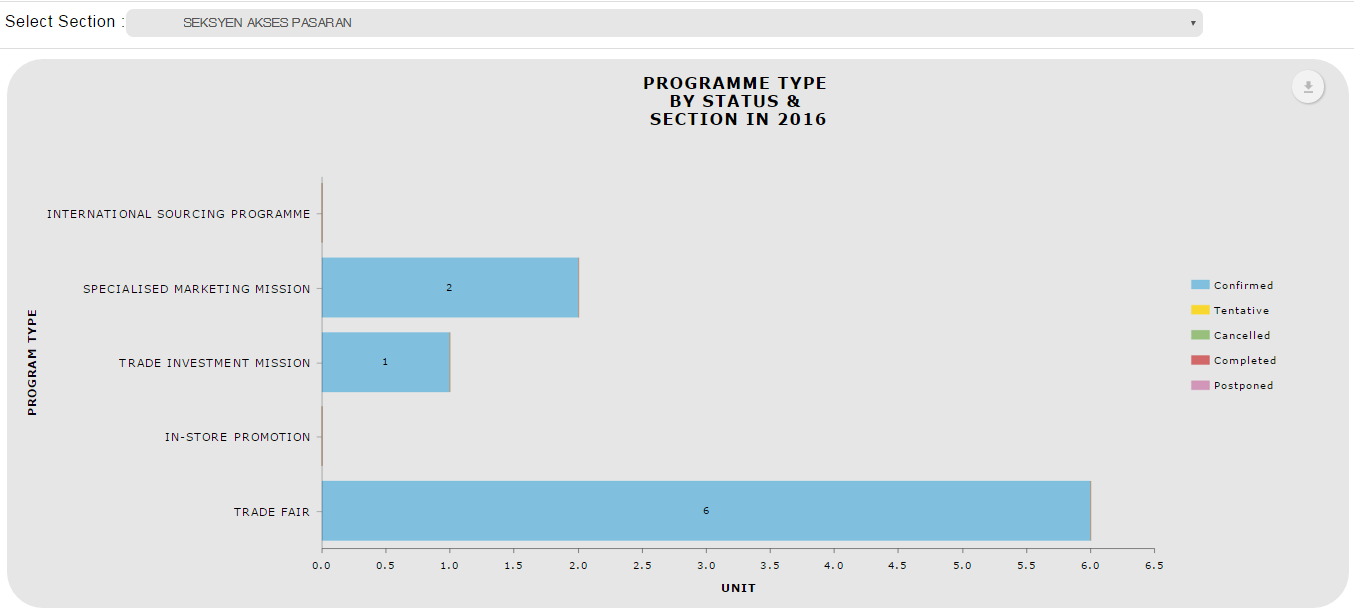 Select Section :
SEKSYEN AKSES PASARAN
PROGRAMME TYPE
BY STATUS &
SECTION IN 2016
INTERNATIONAL SOURCING PROGRAMME
SPECIALISED MARKETING MISSION
2
TRADE INVESTMENT MISSION
1
IN-STORE PROMOTION
TRADE FAIR
6
PROGRAM TYPE
0.0 0.5 1.0 1.5 2.0 2.5 3.0 3.5 4.0 4.5 5.0 5.5 6.0 6.5
UNIT
Confirmed
Tentative
Cancelled
Completed
Postponed